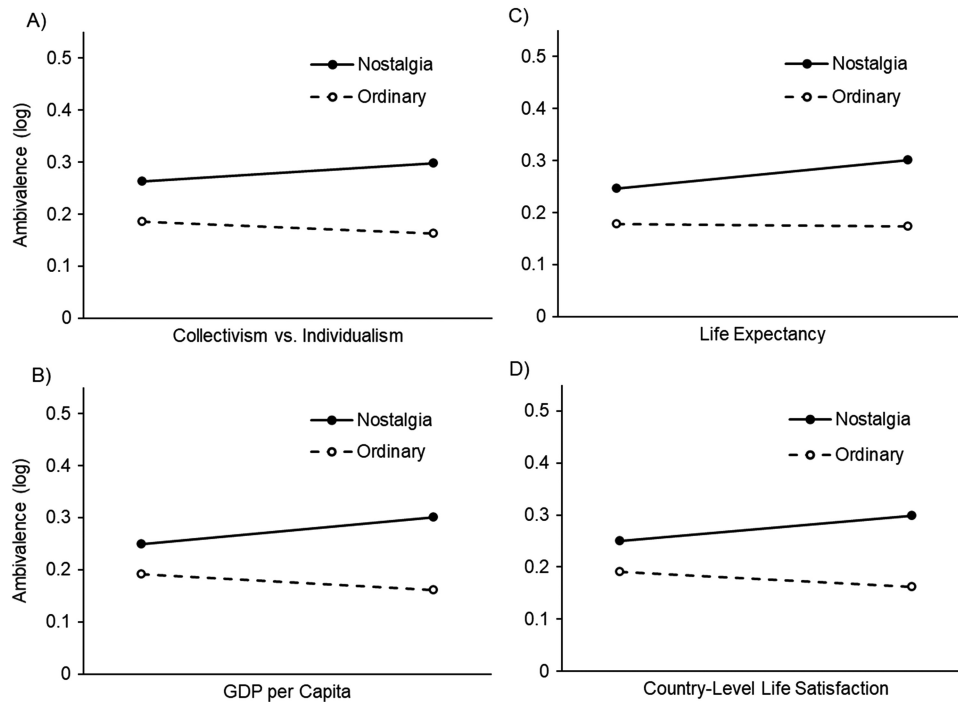 A)
Ambivalence (log)
0.5
0.4
0.3
0.2
0.1
0
Nostalgia
Ordinary
Collectivism vs. Individualism
C)
0.5
0.4
0.3
0.2
0.1
0
Nostalgia
Ordinary
Life Expectancy
B)
Ambivalence (log)
0.5
0.4
0.3
0.2
0.1
0
Nostalgia
Ordinary
GDP per Capita
D)
0.5
0.4
0.3
0.2
0.1
0
Nostalgia
Ordinary
Country-Level Life Satisfaction